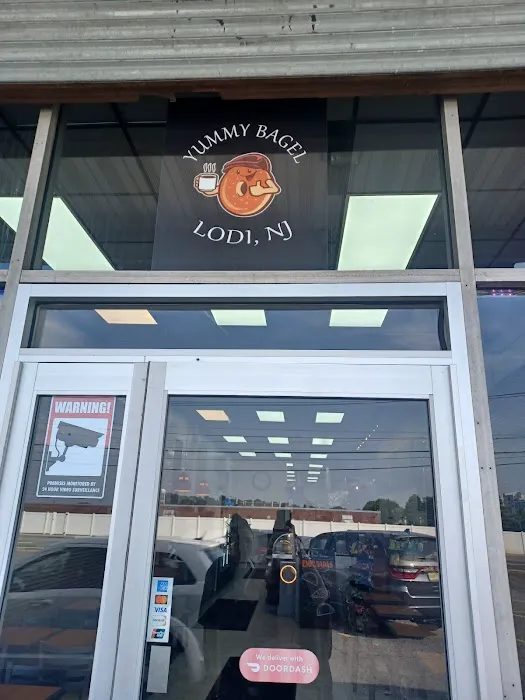 YUMMY BAGEL
LODI, NJ
WARNING!
PREMISES MONITORED BY
24 HOUR VIDEO SURVEILLANCE
VISA
We deliver with
DOORDASH